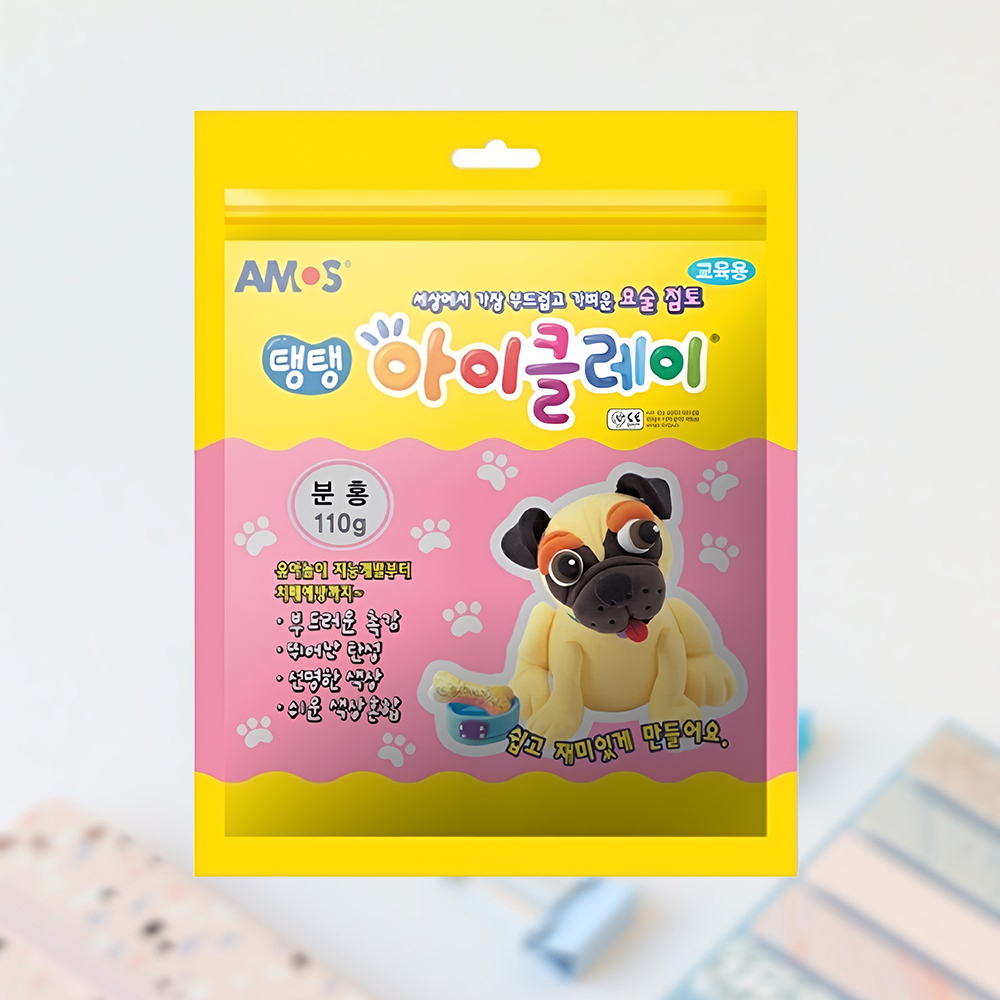 AMOS®
교육용
세상에서 가장 부드럽고 가벼운 요술 점토
탱탱 아이클레이®
CE
분홍
110g
유아놀이 지능개발부터
치매예방까지~
· 부드러운 촉감
· 뛰어난 탄성
· 선명한 색상
· 쉬운 색상혼합
쉽고 재미있게 만들어요.